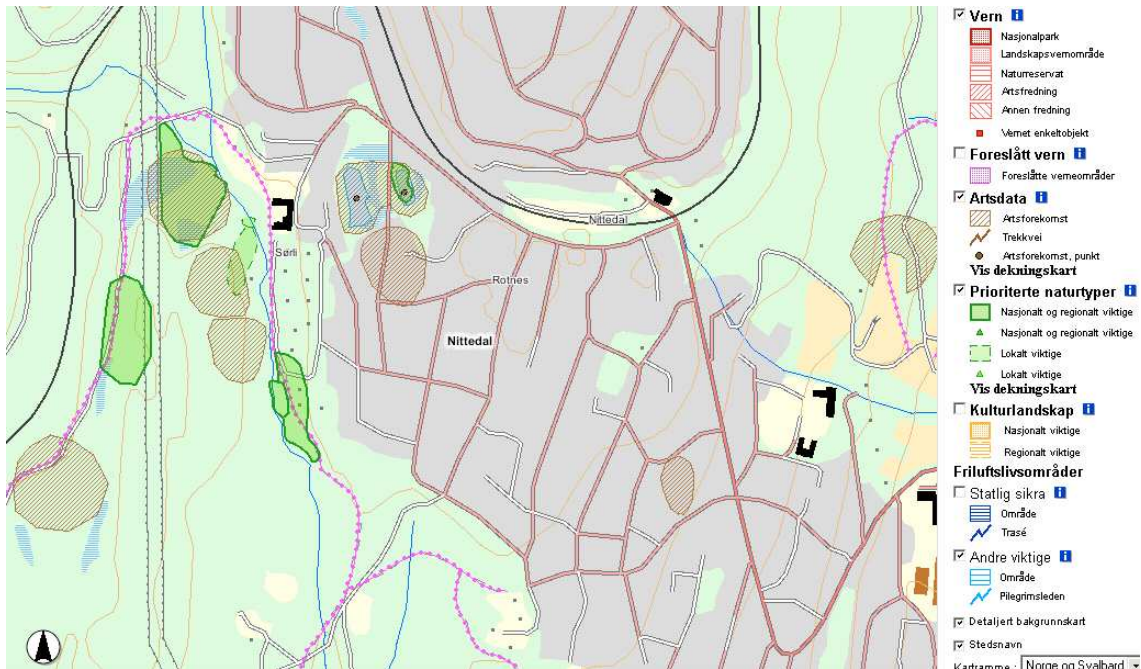 Nittedal
Sørli
Rotnes
Nittedal
Vern
Nasjonalpark
Landskapsvernområde
Naturreservat
Artsfredning
Annen fredning
Vernet enkeltobjekt
Foreslått vern
Foreslåtte verneområder
Artsdata
Artsforekomst
Trekkvei
Artsforekomst, punkt
Vis dekningskart
Prioriterte naturtyper
Nasjonalt og regionalt viktige
Nasjonalt og regionalt viktige
Lokalt viktige
Lokalt viktige
Vis dekningskart
Kulturlandskap
Nasjonalt viktige
Regionalt viktige
Friluftslivsområder
Statlig sikra
Område
Trasé
Andre viktige
Område
Pilegrimsleden
Detaljert bakgrunnskart
Stedsnavn
Kartramme : Norge og Svalbard